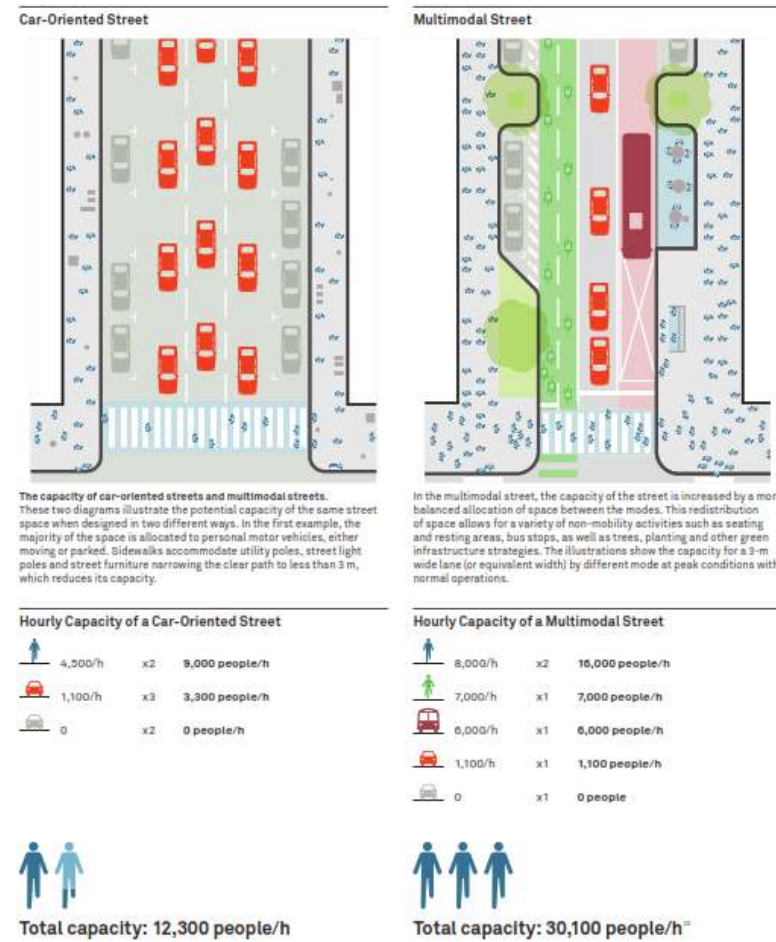 Car-Oriented Street
The capacity of car-oriented streets and multimodal streets.
These two diagrams illustrate the potential capacity of the same street
space when designed in two different ways. In the first example, the
majority of the space is allocated to personal motor vehicles, either
moving or parked. Sidewalks accommodate utility poles, street light
poles and street furniture narrowing the clear path to less than 3 m,
which reduces its capacity.
Hourly Capacity of a Car-Oriented Street
4,500/h x2 9,000 people/h
1,100/h x3 3,300 people/h
0 x2 0 people/h
Total capacity: 12,300 people/h
Multimodal Street
In the multimodal street, the capacity of the street is increased by a mor
balanced allocation of space between the modes. This redistribution
of space allows for a variety of non-mobility activities such as seating
and resting areas, bus stops, as well as trees, planting and other green
infrastructure strategies. The illustrations show the capacity for a 3-m
wide lane (or equivalent width) by different mode at peak conditions with
normal operations.
Hourly Capacity of a Multimodal Street
8,000/h x2 16,000 people/h
7,000/h x1 7,000 people/h
6,000/h x1 6,000 people/h
1,100/h x1 1,100 people/h
0 x1 0 people
Total capacity: 30,100 people/h